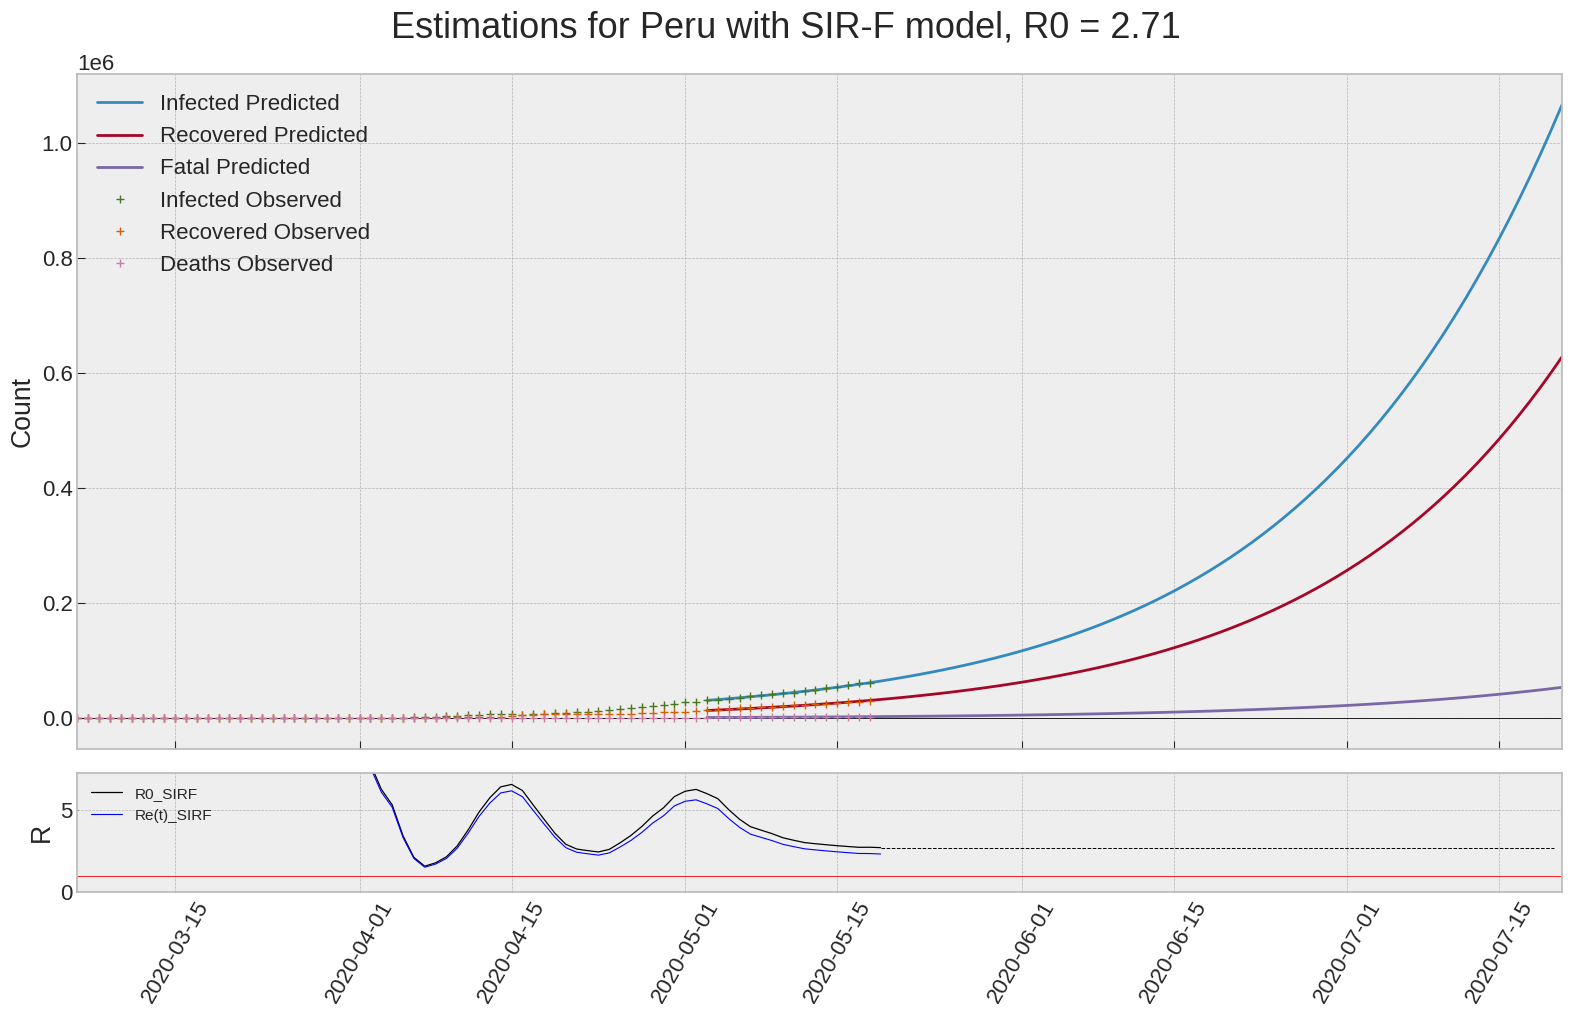 Estimations for Peru with SIR-F model, R0 = 2.71
1e6
Infected Predicted
Recovered Predicted
Fatal Predicted
Infected Observed
Recovered Observed
Deaths Observed
1.0
0.8
0.6
0.4
0.2
0.0
Count
R0_SIRF
Re(t)_SIRF
5
0
R
2020-03-15
2020-04-01
2020-04-15
2020-05-01
2020-05-15
2020-06-01
2020-06-15
2020-07-01
2020-07-15